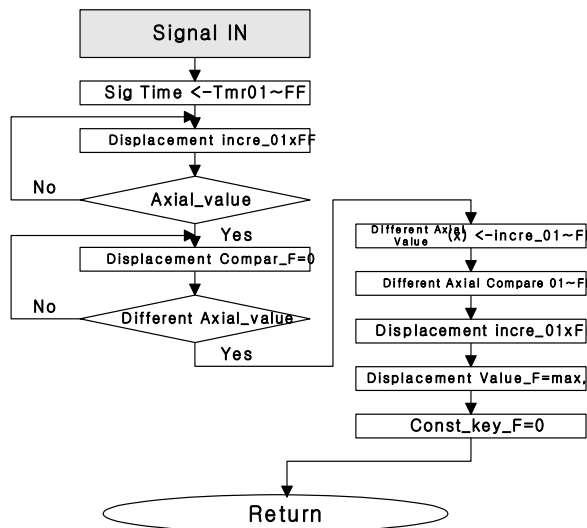 Signal IN
Sig Time <-Tmr01~FF
Displacement incre_01xFF
No
Axial_value
Yes
Displacement Compar_F=0
No
Different Axial_value
Yes
Different Axial
Value (x) <-incre_01~F
Different Axial Compare 01~F
Displacement incre_01xF
Displacement Value_F=max,
Const_key_F=0
Return